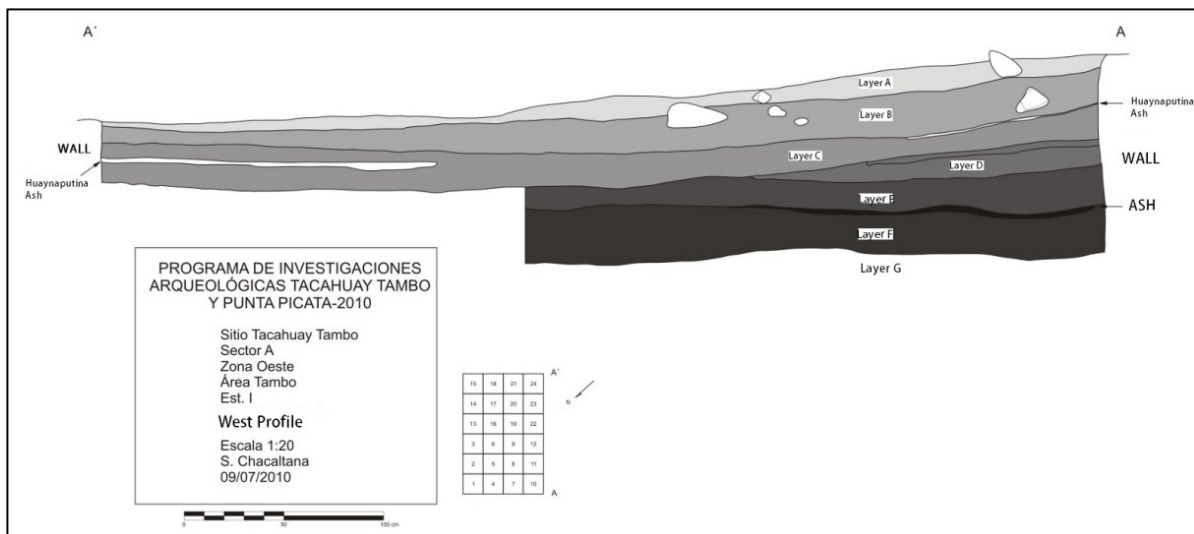 A´
A
Layer A
Layer B
Huaynaputina
Ash
WALL
Layer C
Layer D
WALL
Huaynaputina
Ash
Layer E
ASH
Layer F
Layer G
PROGRAMA DE INVESTIGACIONES
ARQUEOLÓGICAS TACAHUAY TAMBO
Y PUNTA PICATA-2010
Sitio Tacahuay Tambo
Sector A
Zona Oeste
Área Tambo
Est. I
West Profile
Escala 1:20
S. Chacaltana
09/07/2010
0 50 100 cm
A´
15 18 21 24
14 17 20 23
13 16 19 22
3 6 9 12
2 5 8 11
1 4 7 10
A
N